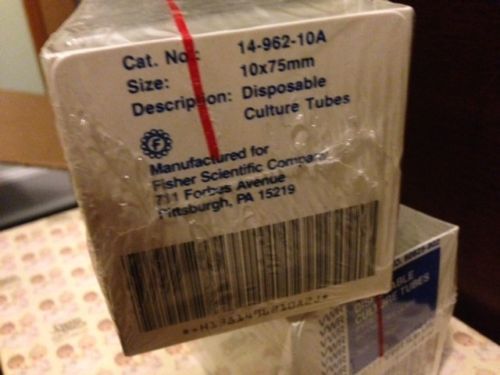 Cat. No.: 14-962-10A
Size: 10x75mm
Description: Disposable
Culture Tubes
F
Manufactured for
Fisher Scientific Company
711 Forbes Avenue
Pittsburgh, PA 15219
CULTURE TUBES